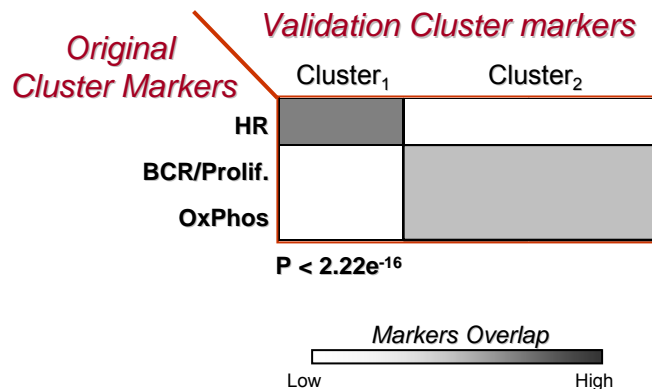 Validation Cluster markers
Original
Cluster Markers
Cluster₁ Cluster₂
HR
BCR/Prolif.
OxPhos
P < 2.22e⁻¹⁶
Markers Overlap
Low High